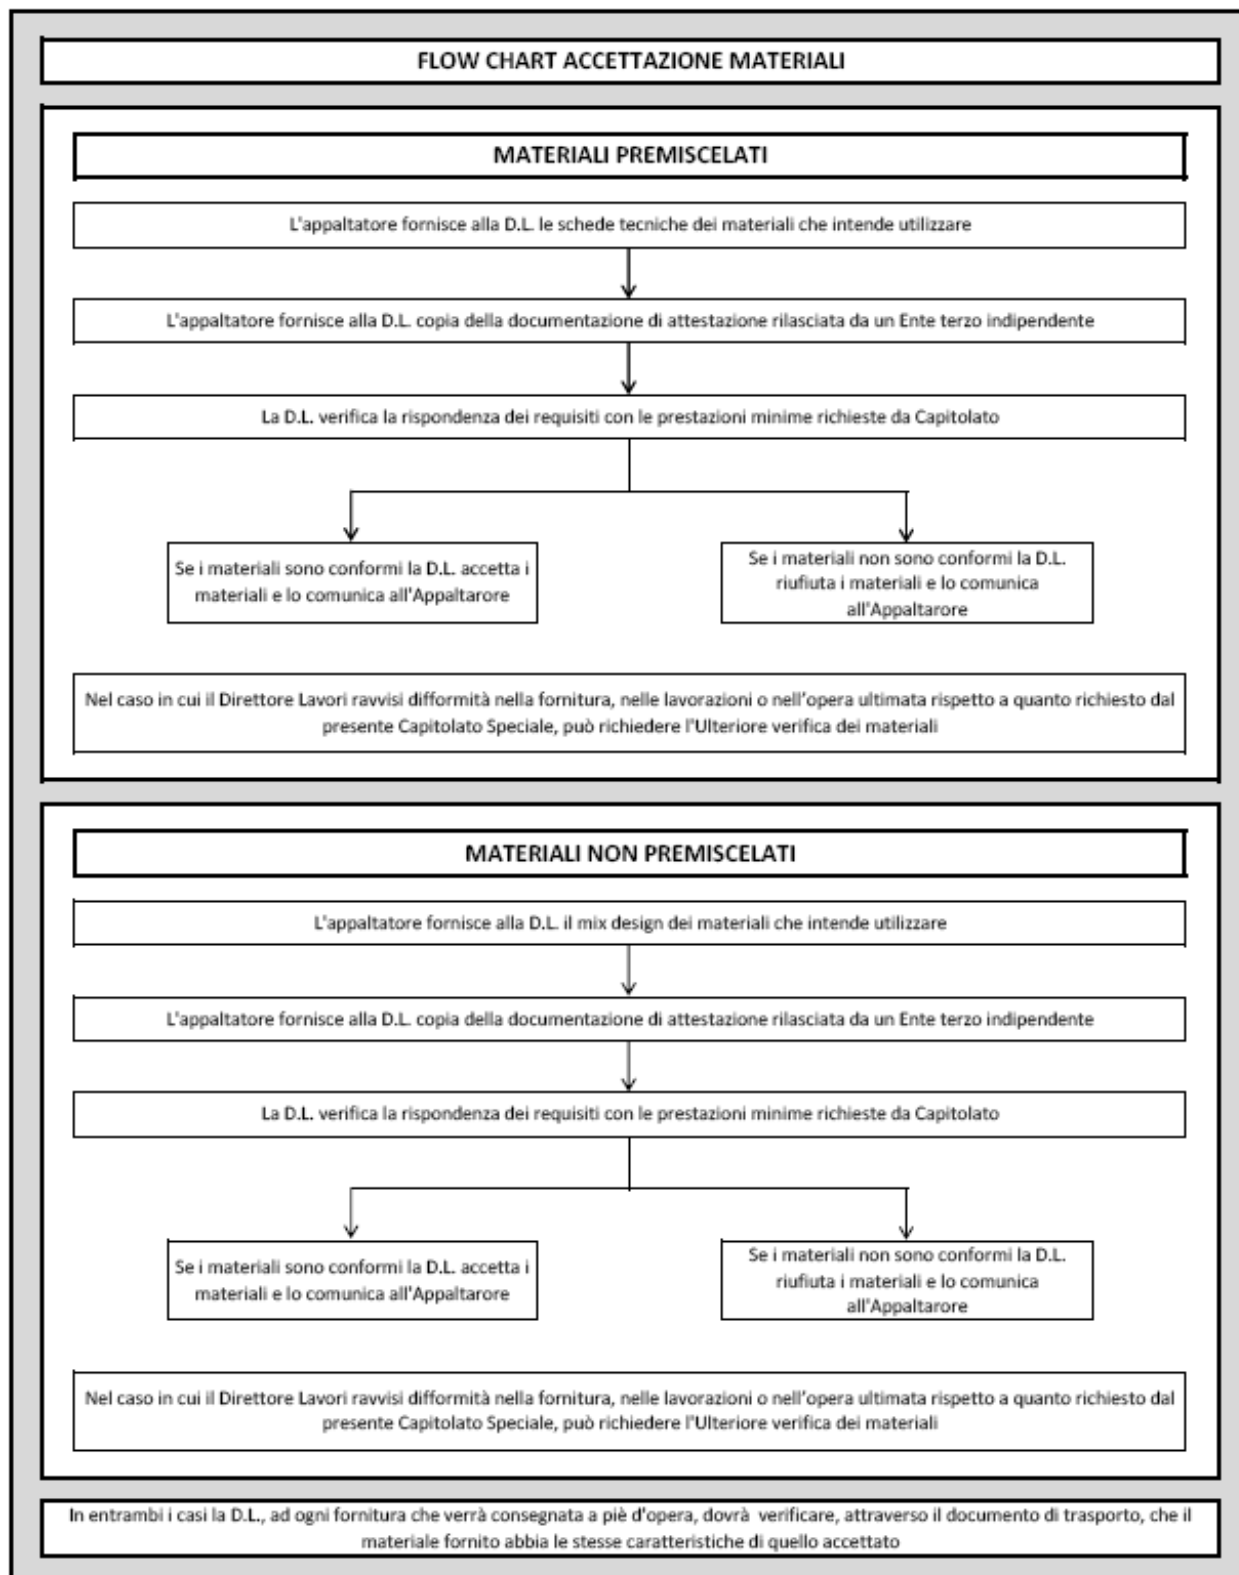 FLOW CHART ACCETTAZIONE MATERIALI
MATERIALI PREMISCELATI
L'appaltatore fornisce alla D.L. le schede tecniche dei materiali che intende utilizzare
L'appaltatore fornisce alla D.L. copia della documentazione di attestazione rilasciata da un Ente terzo indipendente
La D.L. verifica la rispondenza dei requisiti con le prestazioni minime richieste da Capitolato
Se i materiali sono conformi la D.L. accetta i
materiali e lo comunica all'Appaltarore
Se i materiali non sono conformi la D.L.
riufiuta i materiali e lo comunica
all'Appaltarore
Nel caso in cui il Direttore Lavori ravvisi difformità nella fornitura, nelle lavorazioni o nell'opera ultimata rispetto a quanto richiesto dal
presente Capitolato Speciale, può richiedere l'Ulteriore verifica dei materiali
MATERIALI NON PREMISCELATI
L'appaltatore fornisce alla D.L. il mix design dei materiali che intende utilizzare
L'appaltatore fornisce alla D.L. copia della documentazione di attestazione rilasciata da un Ente terzo indipendente
La D.L. verifica la rispondenza dei requisiti con le prestazioni minime richieste da Capitolato
Se i materiali sono conformi la D.L. accetta i
materiali e lo comunica all'Appaltarore
Se i materiali non sono conformi la D.L.
riufiuta i materiali e lo comunica
all'Appaltarore
Nel caso in cui il Direttore Lavori ravvisi difformità nella fornitura, nelle lavorazioni o nell'opera ultimata rispetto a quanto richiesto dal
presente Capitolato Speciale, può richiedere l'Ulteriore verifica dei materiali
In entrambi i casi la D.L., ad ogni fornitura che verrà consegnata a piè d'opera, dovrà verificare, attraverso il documento di trasporto, che il
materiale fornito abbia le stesse caratteristiche di quello accettato